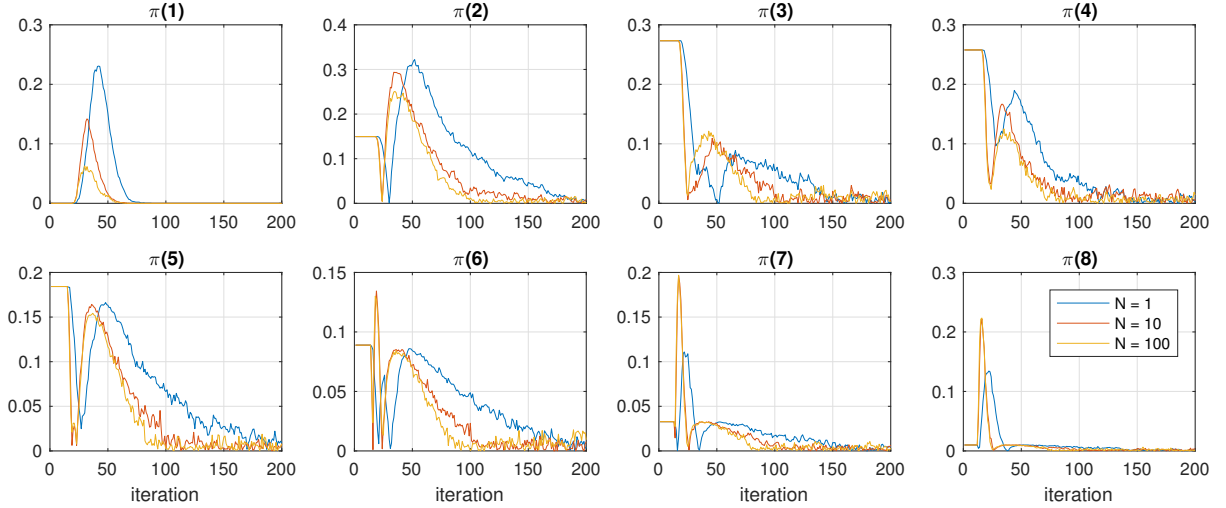 π(1) π(2) π(3) π(4)
0.3 0.4 0.3 0.3
0.3
0.2 0.2 0.2
0.2
0.1 0.1 0.1
0.1
0 0 0 0
0 50 100 150 200 0 50 100 150 200 0 50 100 150 200 0 50 100 150 200
π(5) π(6) π(7) π(8)
0.2 0.15 0.2 0.3
0.15 0.15
0.1 0.2
0.1 0.1
0.05 0.1
0.05 0.05
0 0 0 0
N = 1
N = 10
N = 100
0 50 100 150 200 0 50 100 150 200 0 50 100 150 200 0 50 100 150 200
iteration iteration iteration iteration